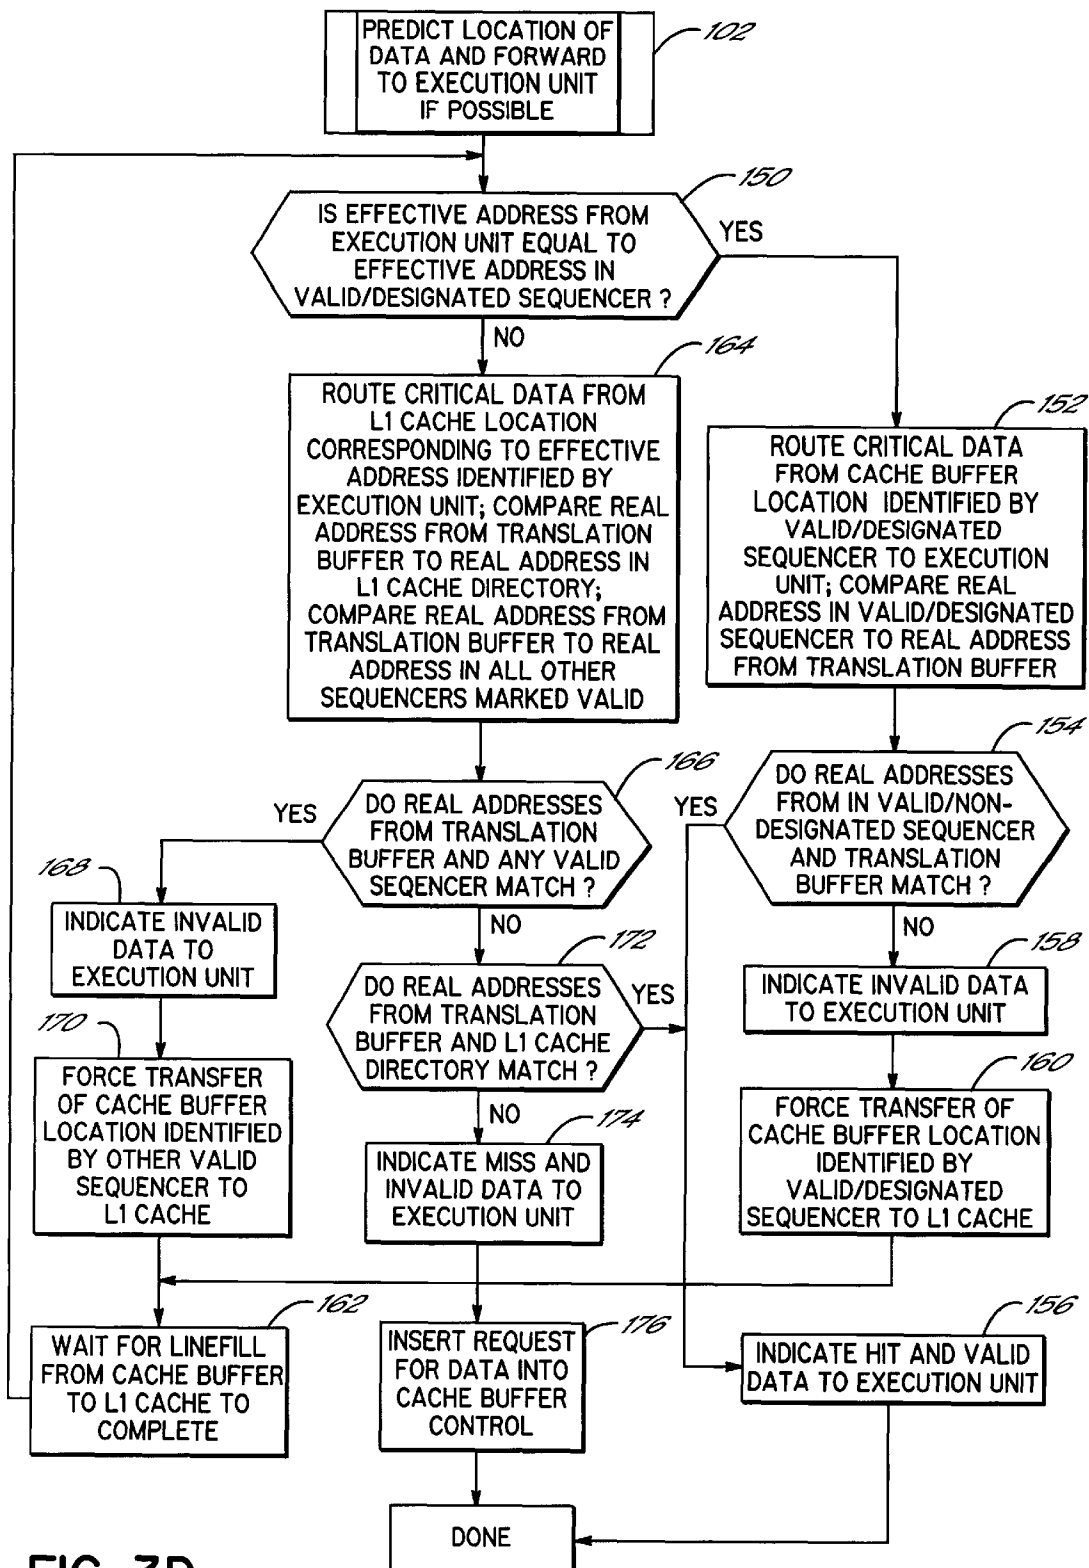 PREDICT LOCATION OF
DATA AND FORWARD
TO EXECUTION UNIT
IF POSSIBLE
102
150
IS EFFECTIVE ADDRESS FROM
EXECUTION UNIT EQUAL TO
EFFECTIVE ADDRESS IN
VALID/DESIGNATED SEQUENCER ?
YES
NO
164
ROUTE CRITICAL DATA FROM
L1 CACHE LOCATION
CORRESPONDING TO EFFECTIVE
ADDRESS IDENTIFIED BY
EXECUTION UNIT; COMPARE REAL
ADDRESS FROM TRANSLATION
BUFFER TO REAL ADDRESS IN
L1 CACHE DIRECTORY;
COMPARE REAL ADDRESS FROM
TRANSLATION BUFFER TO REAL
ADDRESS IN ALL OTHER
SEQUENCERS MARKED VALID
152
ROUTE CRITICAL DATA
FROM CACHE BUFFER
LOCATION IDENTIFIED BY
VALID/DESIGNATED
SEQUENCER TO EXECUTION
UNIT; COMPARE REAL
ADDRESS IN VALID/DESIGNATED
SEQUENCER TO REAL ADDRESS
FROM TRANSLATION BUFFER
166
YES
DO REAL ADDRESSES
FROM TRANSLATION
BUFFER AND ANY VALID
SEQENCER MATCH ?
NO
154
YES
DO REAL ADDRESSES
FROM IN VALID/NON-
DESIGNATED SEQUENCER
AND TRANSLATION
BUFFER MATCH ?
NO
168
INDICATE INVALID
DATA TO
EXECUTION UNIT
172
DO REAL ADDRESSES
FROM TRANSLATION
BUFFER AND L1 CACHE
DIRECTORY MATCH ?
YES
NO
158
INDICATE INVALID DATA
TO EXECUTION UNIT
170
FORCE TRANSFER
OF CACHE BUFFER
LOCATION IDENTIFIED
BY OTHER VALID
SEQUENCER TO
L1 CACHE
174
INDICATE MISS AND
INVALID DATA TO
EXECUTION UNIT
160
FORCE TRANSFER OF
CACHE BUFFER LOCATION
IDENTIFIED BY
VALID/DESIGNATED
SEQUENCER TO L1 CACHE
162
WAIT FOR LINEFILL
FROM CACHE BUFFER
TO L1 CACHE TO
COMPLETE
176
INSERT REQUEST
FOR DATA INTO
CACHE BUFFER
CONTROL
156
INDICATE HIT AND VALID
DATA TO EXECUTION UNIT
DONE
FIG. 3D